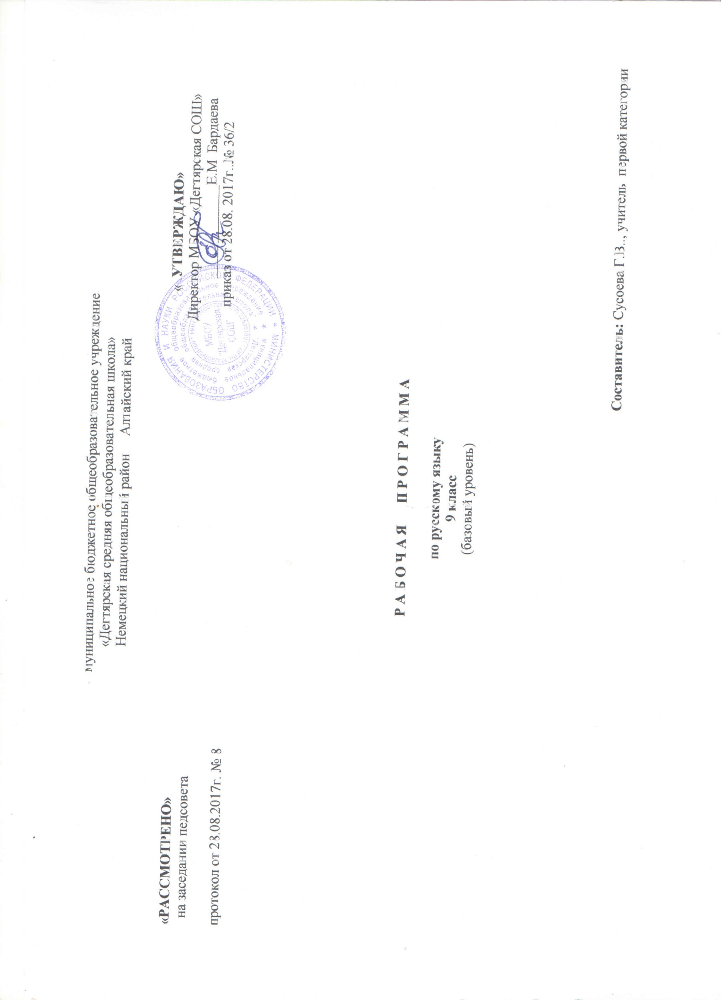 муниципальное бюджетное общеобразовательное учреждение
«Дегтярская средняя общеобразовательная школа»
Немецкий национальный район Алтайский край
«РАССМОТРЕНО»
на заседании педсовета
протокол от 28.08.2017г. № 8
« УТВЕРЖДАЮ»
Директор МБОУ «Дегтярская СОШ»
Е.М Бардаева
приказ от 28.08. 2017г..№ 36/2
МИНИСТЕРСТВО ОБРАЗОВАНИЯ И НАУКИ РОССИЙСКОЙ ФЕДЕРАЦИИ
муниципальное бюджетное общеобразовательное учреждение
Дегтярская средняя общеобразовательная школа"
МБОУ
"Дегтярская
СОШ"
РАБОЧАЯ ПРОГРАММА
по русскому языку
9 класс
(базовый уровень)
Составитель: Сусоева Г.В.., учитель первой категории